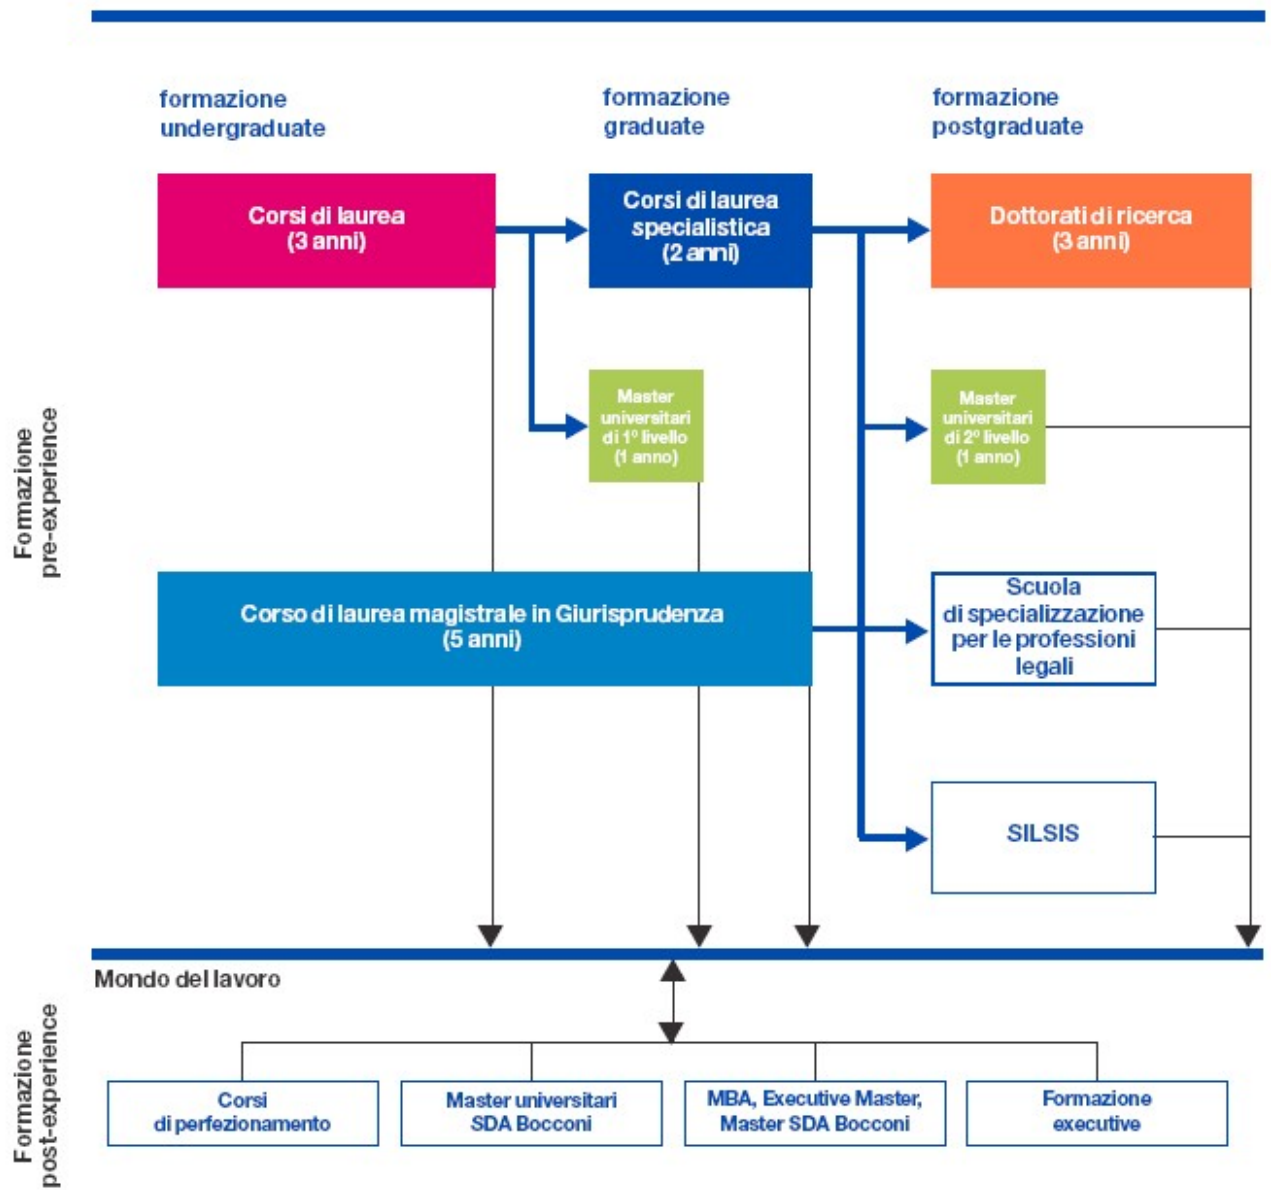 formazione
undergraduate
formazione
graduate
formazione
postgraduate
Corsi di laurea
(3 anni)
Corsi di laurea
specialistica
(2 anni)
Dottorati di ricerca
(3 anni)
Master
universitari
di 1º livello
(1 anno)
Master
universitari
di 2º livello
(1 anno)
Formazione
pre-experience
Corso di laurea magistrale in Giurisprudenza
(5 anni)
Scuola
di specializzazione
per le professioni
legali
SILSIS
Mondo del lavoro
Formazione
post-experience
Corsi
di perfezionamento
Master universitari
SDA Bocconi
MBA, Executive Master,
Master SDA Bocconi
Formazione
executive